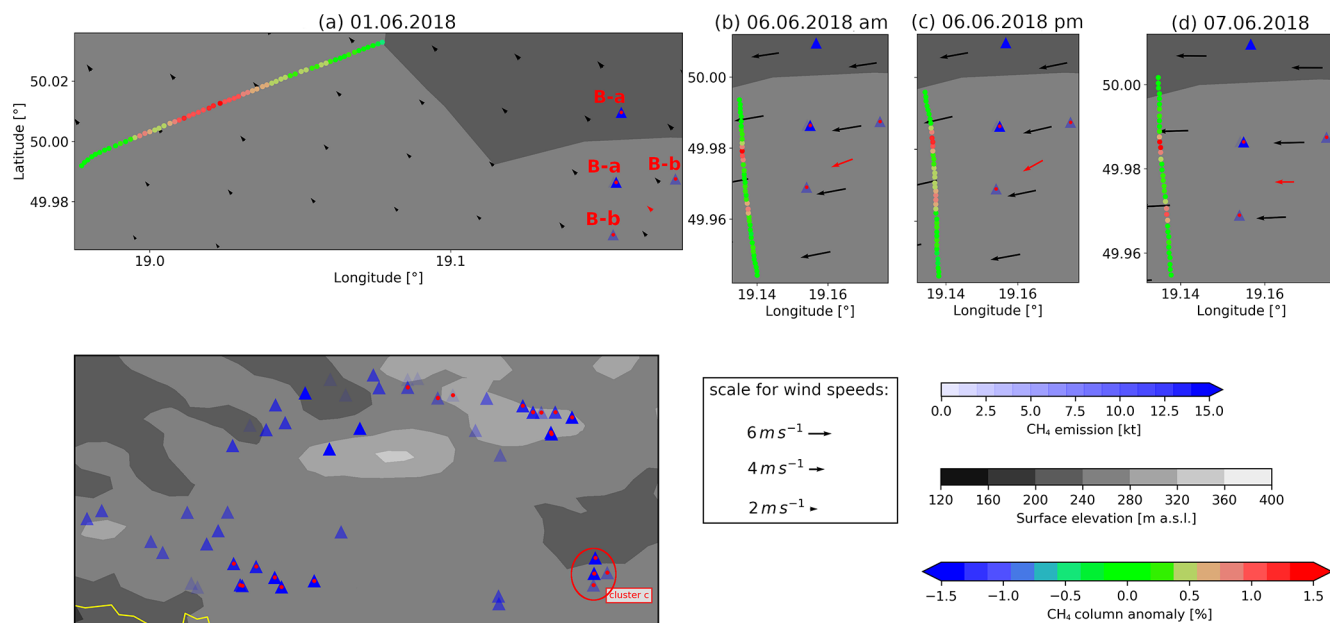 (a) 01.06.2018
(b) 06.06.2018 am
(c) 06.06.2018 pm
(d) 07.06.2018
50.02
50.00
49.98
Latitude [°]
B-a
B-a
B-b
B-b
19.0
19.1
Longitude [°]
50.00
49.98
49.96
19.14
19.16
Longitude [°]
19.14
19.16
Longitude [°]
50.00
49.98
49.96
19.14
19.16
Longitude [°]
cluster c
scale for wind speeds:
6 m s⁻¹
4 m s⁻¹
2 m s⁻¹
0.0 2.5 5.0 7.5 10.0 12.5 15.0
CH₄ emission [kt]
120 160 200 240 280 320 360 400
Surface elevation [m a.s.l.]
−1.5 −1.0 −0.5 0.0 0.5 1.0 1.5
CH₄ column anomaly [%]